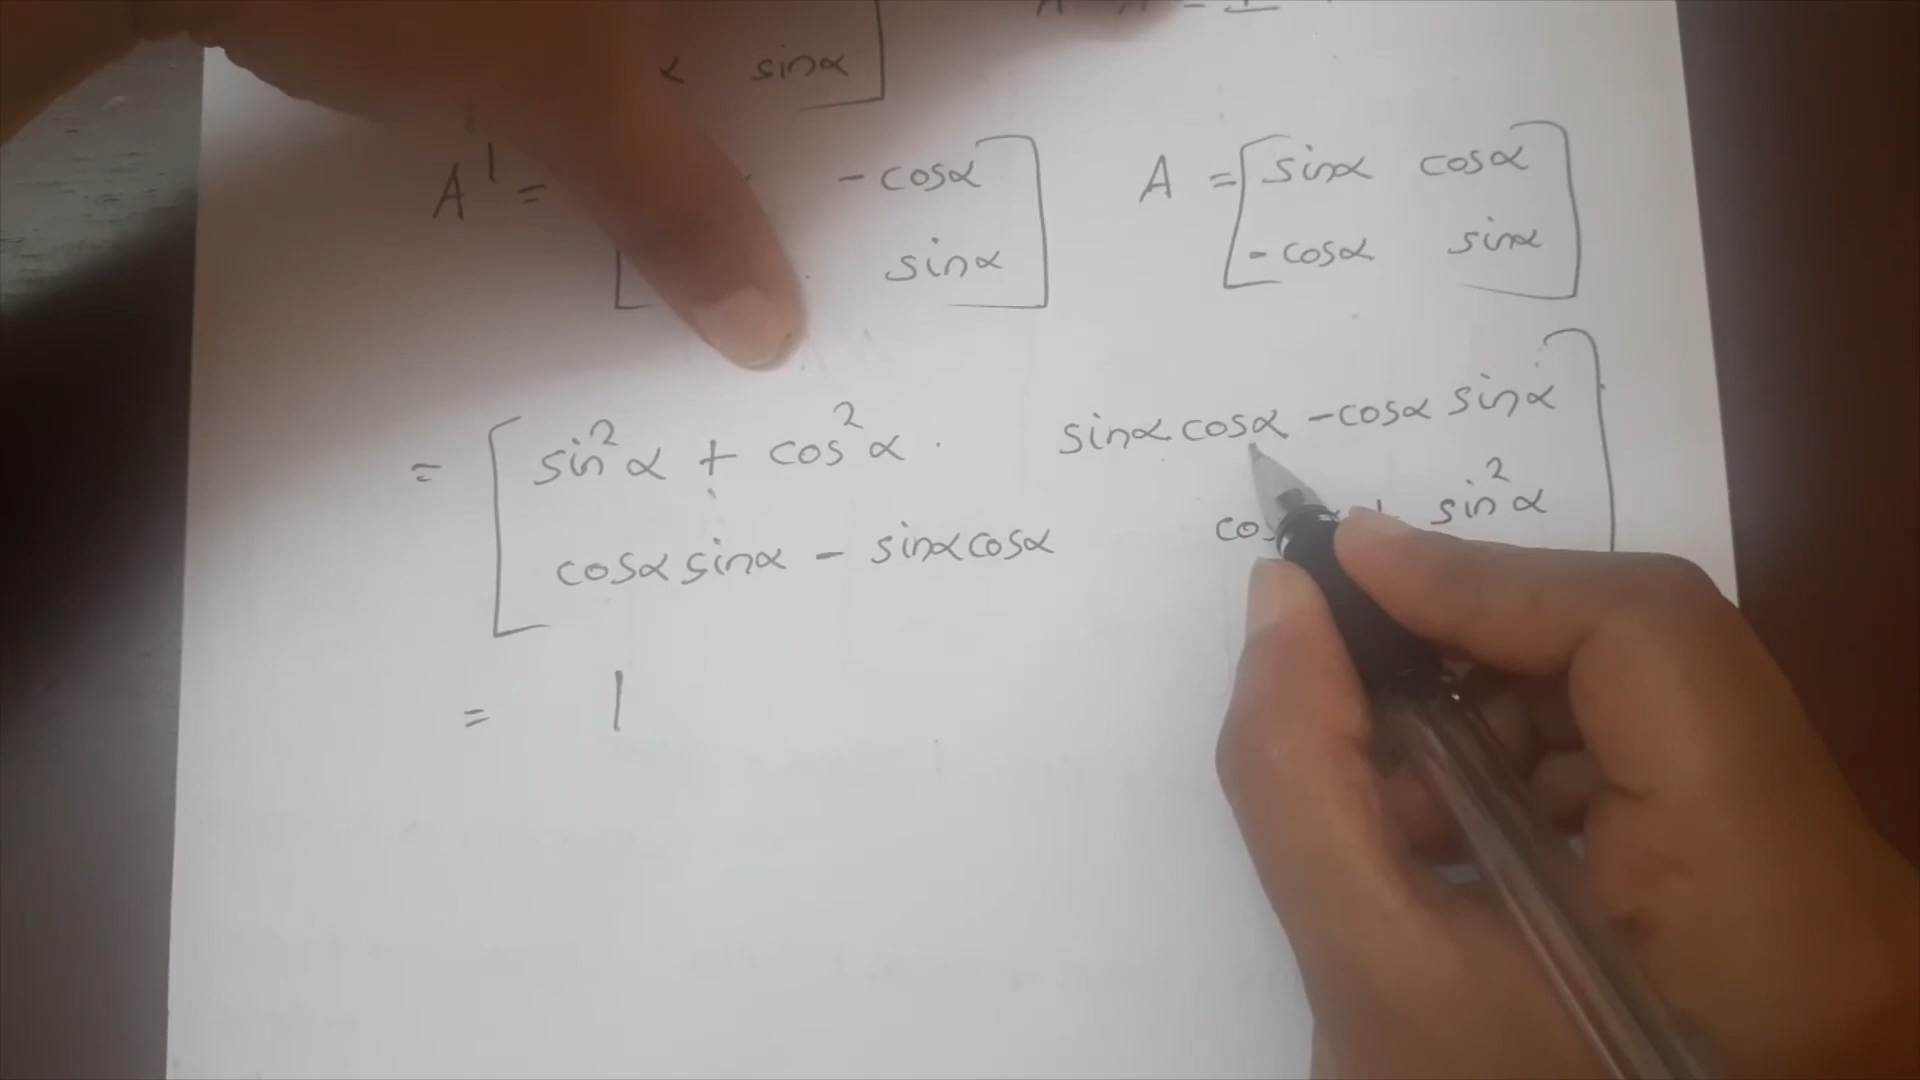 sinα
A' = -cosα A = sinα cosα
sinα -cosα sinα
= sin²α + cos²α sinα cosα - cosα sinα
cosα sinα - sinα cosα sin²α
= 1